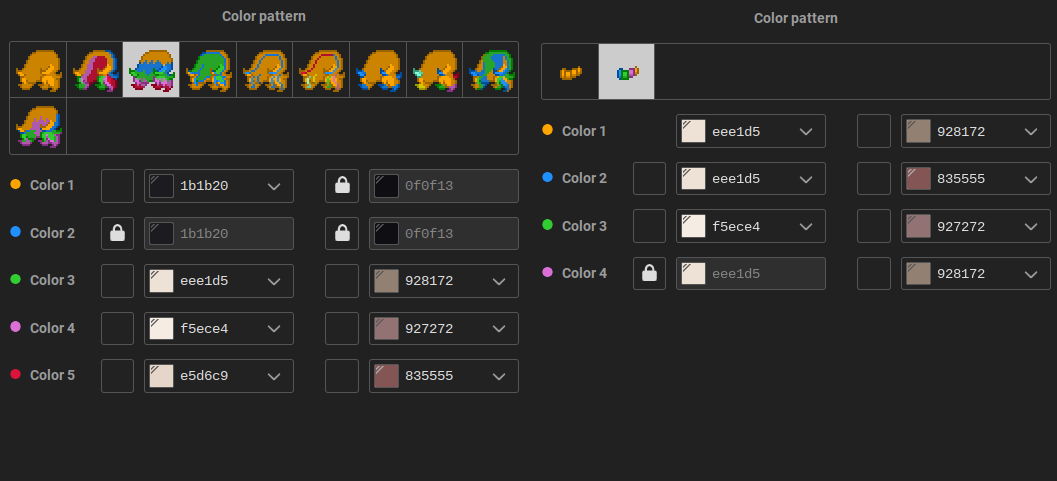 Color pattern
Color 1 1b1b20 0f0f13
Color 2 1b1b20 0f0f13
Color 3 eee1d5 928172
Color 4 f5ece4 927272
Color 5 e5d6c9 835555
Color pattern
Color 1 eee1d5 928172
Color 2 eee1d5 835555
Color 3 f5ece4 927272
Color 4 eee1d5 928172